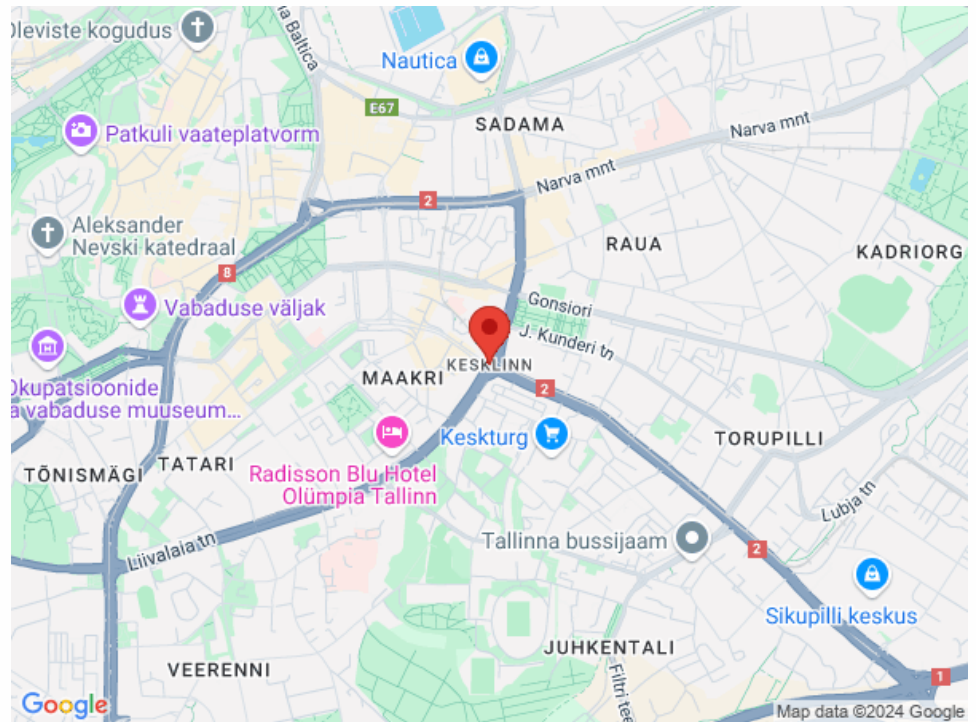 Oleviste kogudus
Baltica
Nautica
E67
SADAMA
Narva mnt
Patkuli vaateplatvorm
Narva mnt
2
Aleksander
Nevski katedraal
RAUA
KADRIORG
8
Vabaduse väljak
Gonsiori
J. Kunderi tn
KESKLINN
MAAKRI
2
Okupatsioonide
a vabaduse muuseum...
Keskturg
TORUPILLI
TATARI
TÕNISMÄGI
Radisson Blu Hotel
Olümpia Tallinn
Lubja tn
Liivalaia tn
Tallinna bussijaam
2
Sikupilli keskus
JUHKENTALI
VEERENNI
Filtri tee
1
Google
Map data ©2024 Google